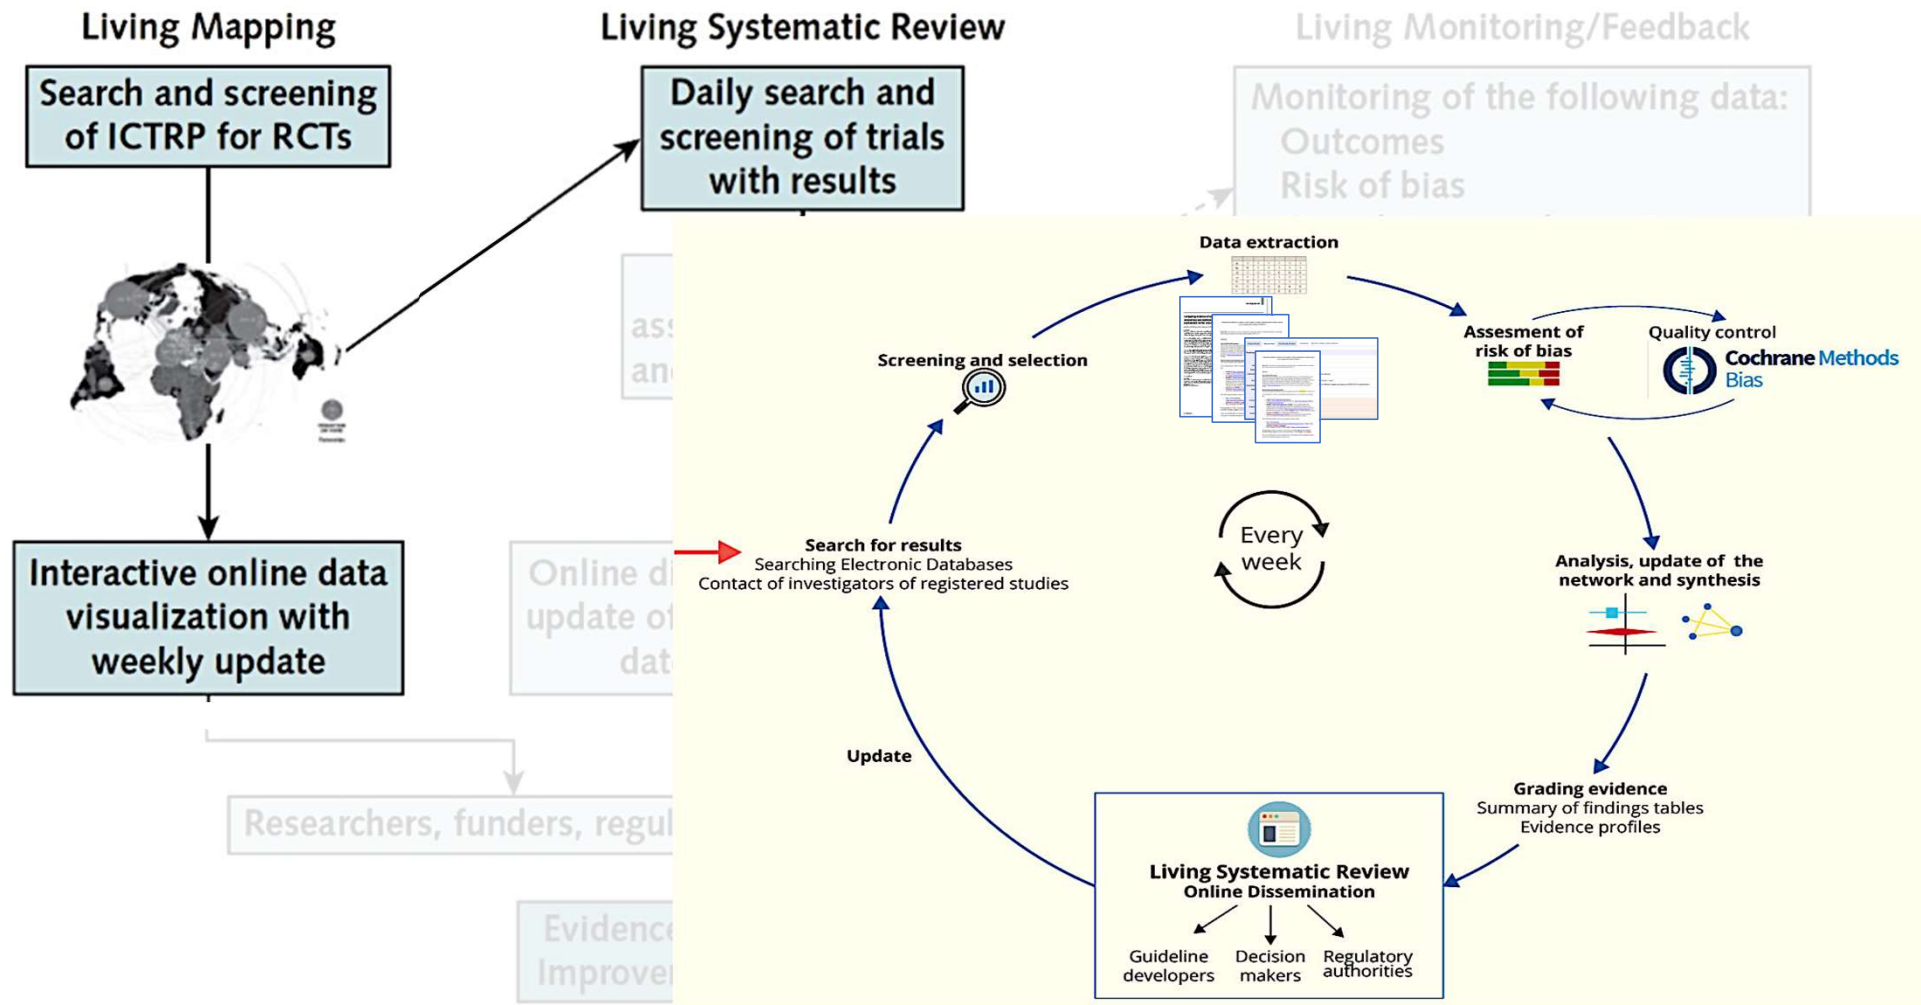 Living Mapping
Search and screening
of ICTRP for RCTs
Interactive online data
visualization with
weekly update
Living Systematic Review
Daily search and
screening of trials
with results
Living Monitoring/Feedback
Monitoring of the following data:
Outcomes
Risk of bias
Online
update of
Researchers, funders,
Data extraction
Screening and selection
Assesment of
risk of bias
Quality control
Cochrane Methods
Bias
Search for results
Searching Electronic Databases
Contact of investigators of registered studies
Every
week
Analysis, update of the
network and synthesis
Update
Grading evidence
Summary of findings tables
Evidence profiles
Living Systematic Review
Online Dissemination
Guideline
developers
Decision
makers
Regulatory
authorities